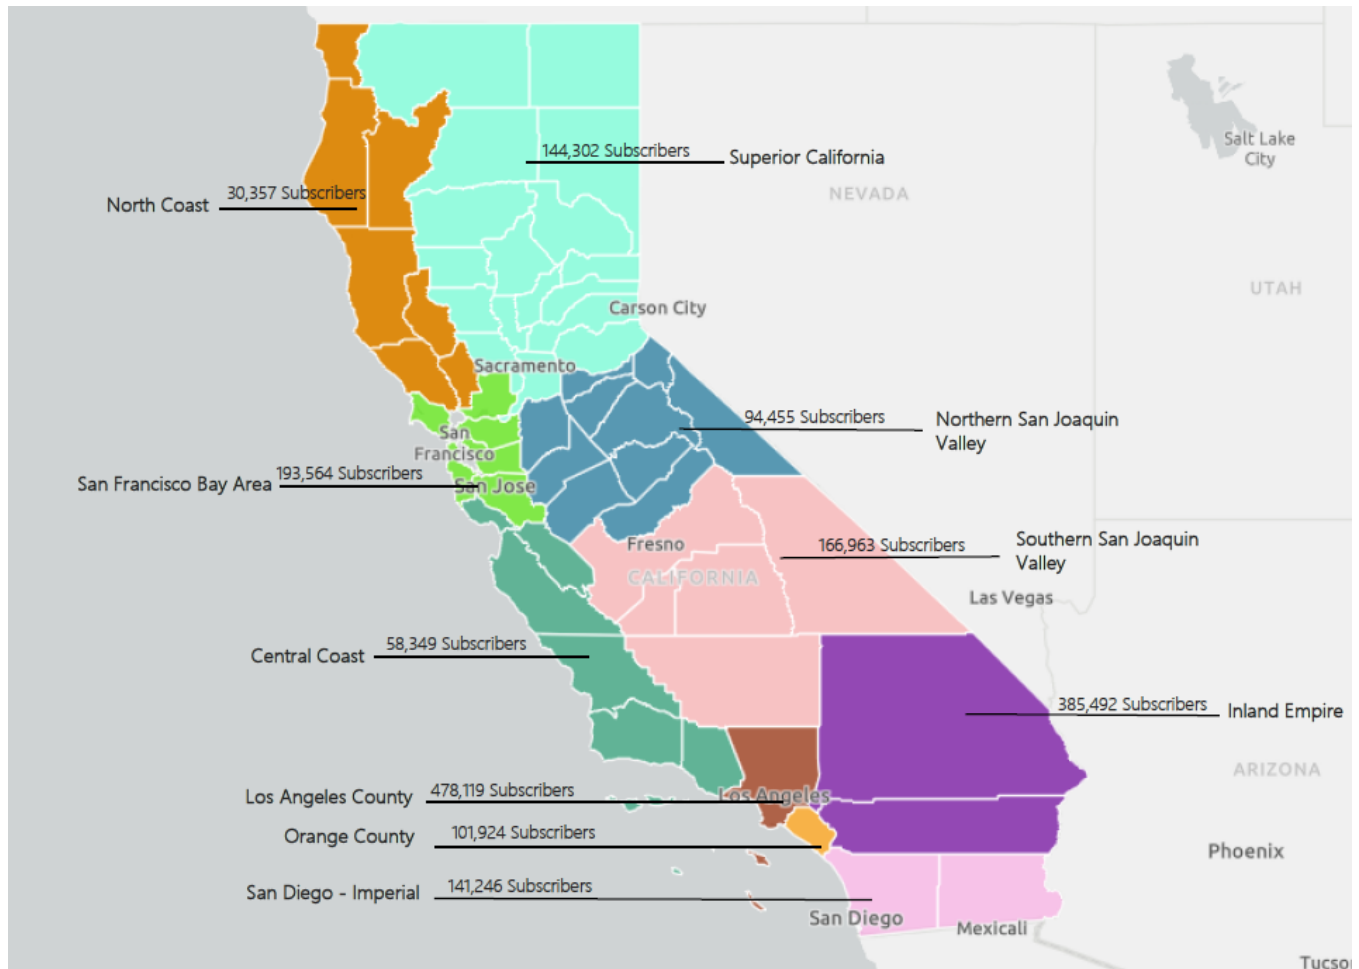 Salt Lake
City
144,302 Subscribers
Superior California
NEVADA
30,357 Subscribers
North Coast
UTAH
Carson City
Sacramento
94,455 Subscribers
Northern San Joaquin
Valley
San
Francisco
193,564 Subscribers
San Francisco Bay Area
San Jose
Fresno
166,963 Subscribers
Southern San Joaquin
Valley
CALIFORNIA
Las Vegas
58,349 Subscribers
Central Coast
385,492 Subscribers
Inland Empire
ARIZONA
Los Angeles County
478,119 Subscribers
Los Angeles
Orange County
101,924 Subscribers
Phoenix
San Diego - Imperial
141,246 Subscribers
San Diego
Mexicali